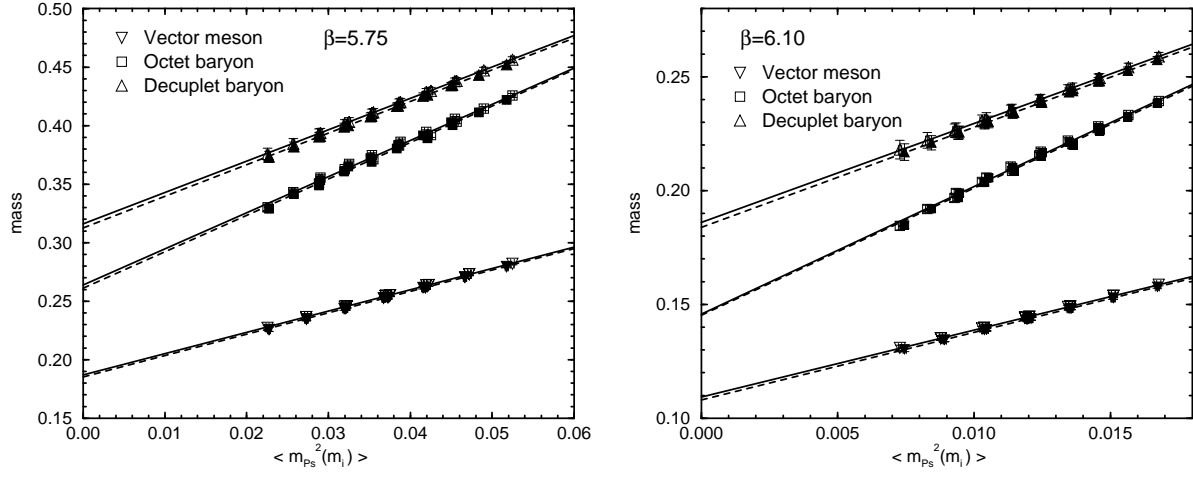 0.50
0.45
0.40
0.35
0.30
0.25
0.20
0.15
mass
Vector meson
Octet baryon
Decuplet baryon
β=5.75
0.00 0.01 0.02 0.03 0.04 0.05 0.06
< m_Ps^2(m_i) >
0.28
0.25
0.20
0.15
0.10
mass
β=6.10
Vector meson
Octet baryon
Decuplet baryon
0.000 0.005 0.010 0.015
< m_Ps^2(m_i) >